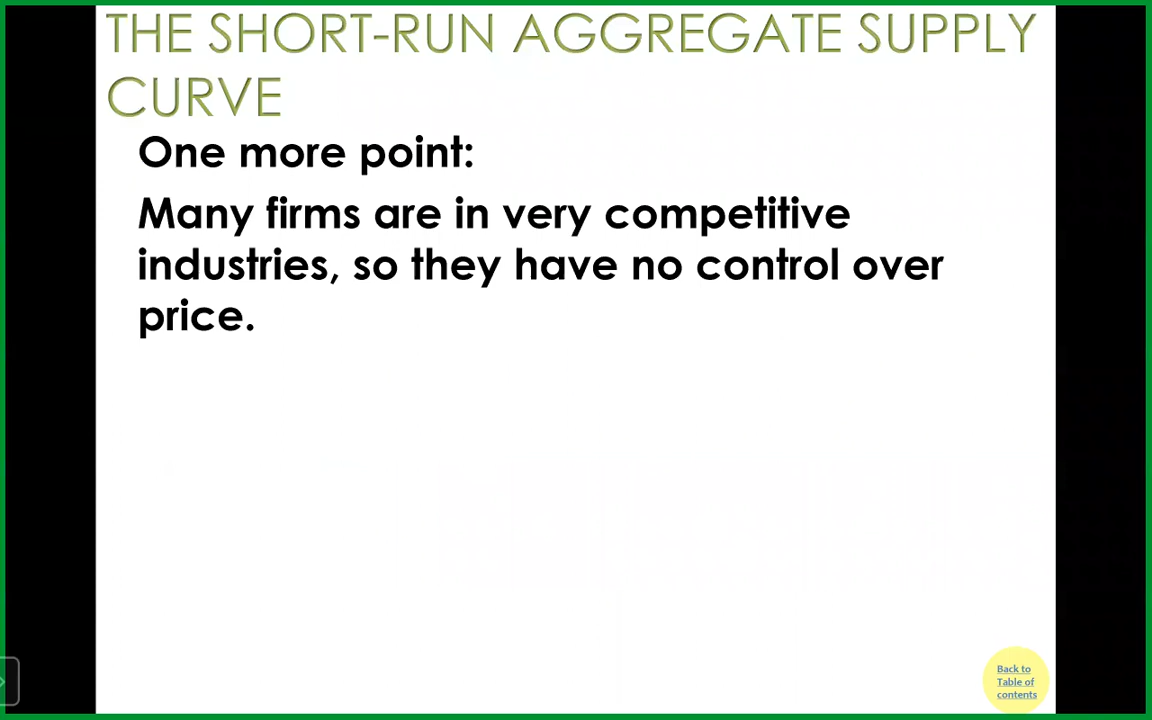 THE SHORT-RUN AGGREGATE SUPPLY
CURVE
One more point:
Many firms are in very competitive
industries, so they have no control over
price.
Back to
Table of
contents